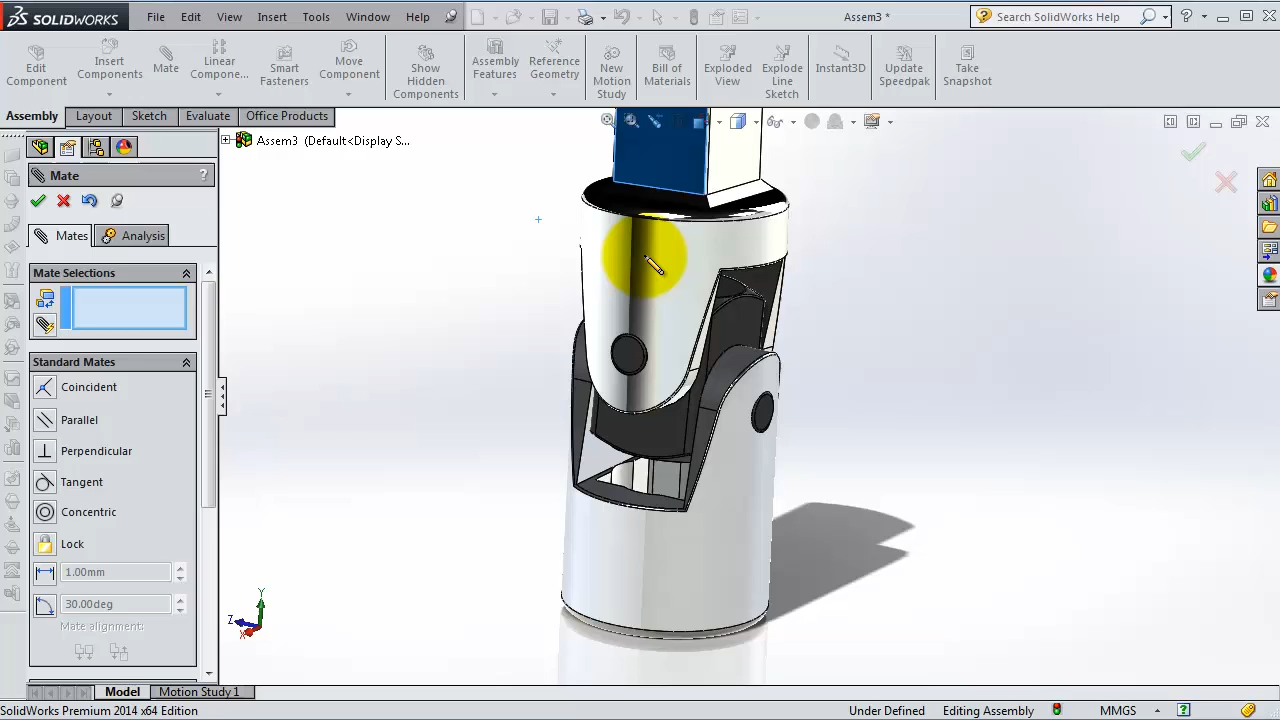 SOLIDWORKS File Edit View Insert Tools Window Help Assem3 * Search SolidWorks Help
Edit Component
Insert Components
Mate
Linear Compone...
Smart Fasteners
Move Component
Show Hidden Components
Assembly Features
Reference Geometry
New Motion Study
Bill of Materials
Exploded View
Explode Line Sketch
Instant3D
Update Speedpak
Take Snapshot
Assembly Layout Sketch Evaluate Office Products
Assem3 (Default<Display S...
Mate ?
Mates Analysis
Mate Selections
Standard Mates
Coincident
Parallel
Perpendicular
Tangent
Concentric
Lock
1.00mm
30.00deg
Mate alignment:
Y
Z
X
Model Motion Study 1
SolidWorks Premium 2014 x64 Edition Under Defined Editing Assembly MMGS ?